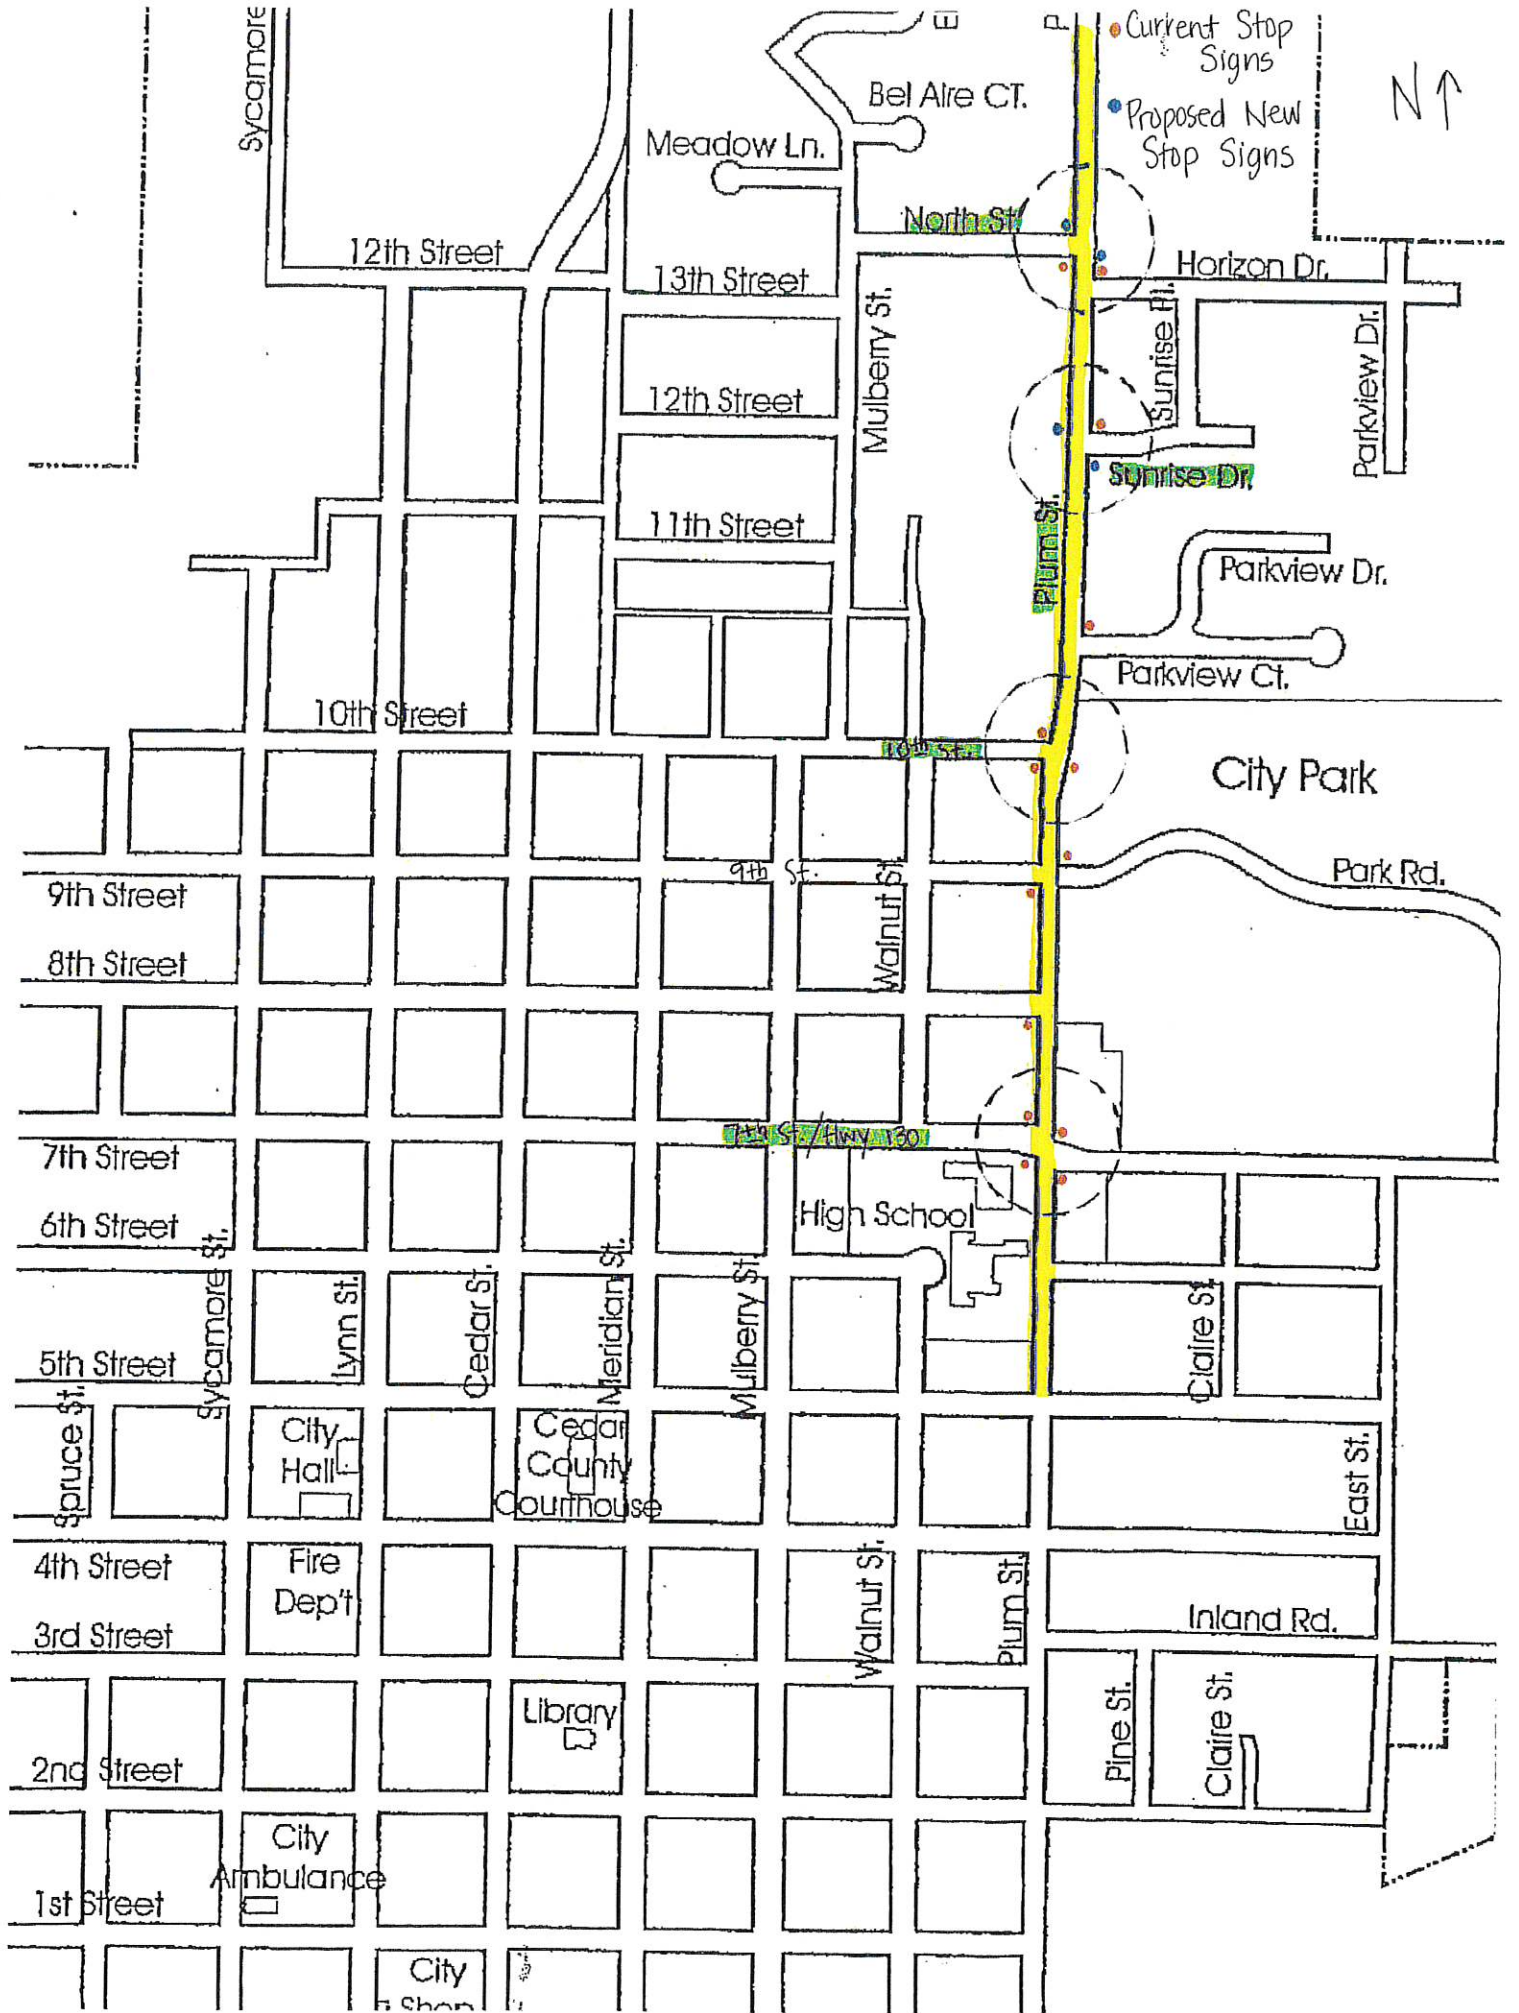 Sycamore
Current Stop
Signs
Proposed New
Stop Signs
N ↑
Bel Aire CT.
Meadow Ln.
North St
12th Street
13th Street
Horizon Dr.
Mulberry St.
Sunrise Pl.
Parkview Dr.
12th Street
Sunrise Dr.
11th Street
Plum St.
Parkview Dr.
Parkview Ct.
10th Street
10th St.
City Park
9th St.
Park Rd.
9th Street
Walnut St.
8th Street
7th St./Hwy 130
7th Street
High School
6th Street
Sycamore St.
Lynn St.
Cedar St.
Meridian St.
Mulberry St.
Claire St.
5th Street
Spruce St.
City
Hall
Cedar
County
Courthouse
East St.
4th Street
Fire
Dep't
Walnut St.
Plum St.
3rd Street
Inland Rd.
Library
Pine St.
Claire St.
2nd Street
City
Ambulance
1st Street
City
Shop